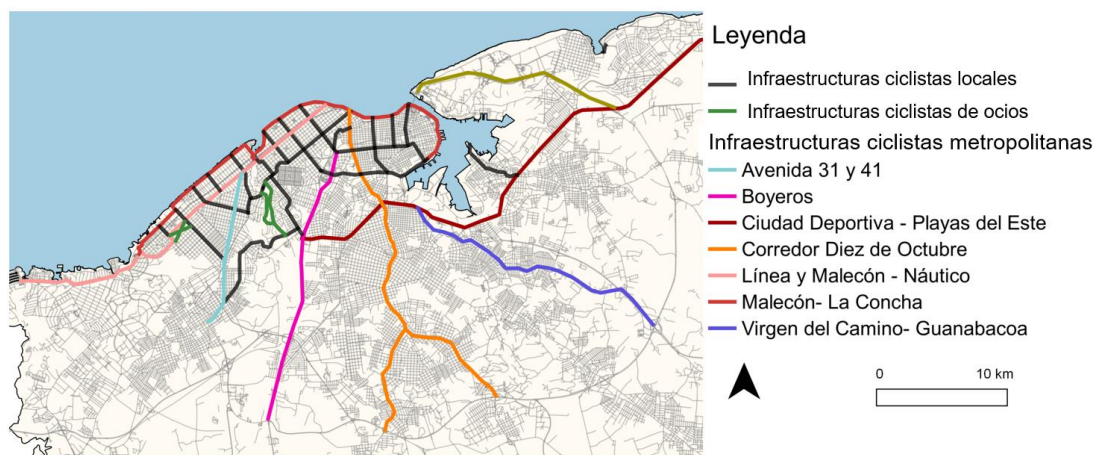 Leyenda
Infraestructuras ciclistas locales
Infraestructuras ciclistas de ocios
Infraestructuras ciclistas metropolitanas
Avenida 31 y 41
Boyeros
Ciudad Deportiva - Playas del Este
Corredor Diez de Octubre
Línea y Malecón - Náutico
Malecón- La Concha
Virgen del Camino- Guanabacoa
0 10 km